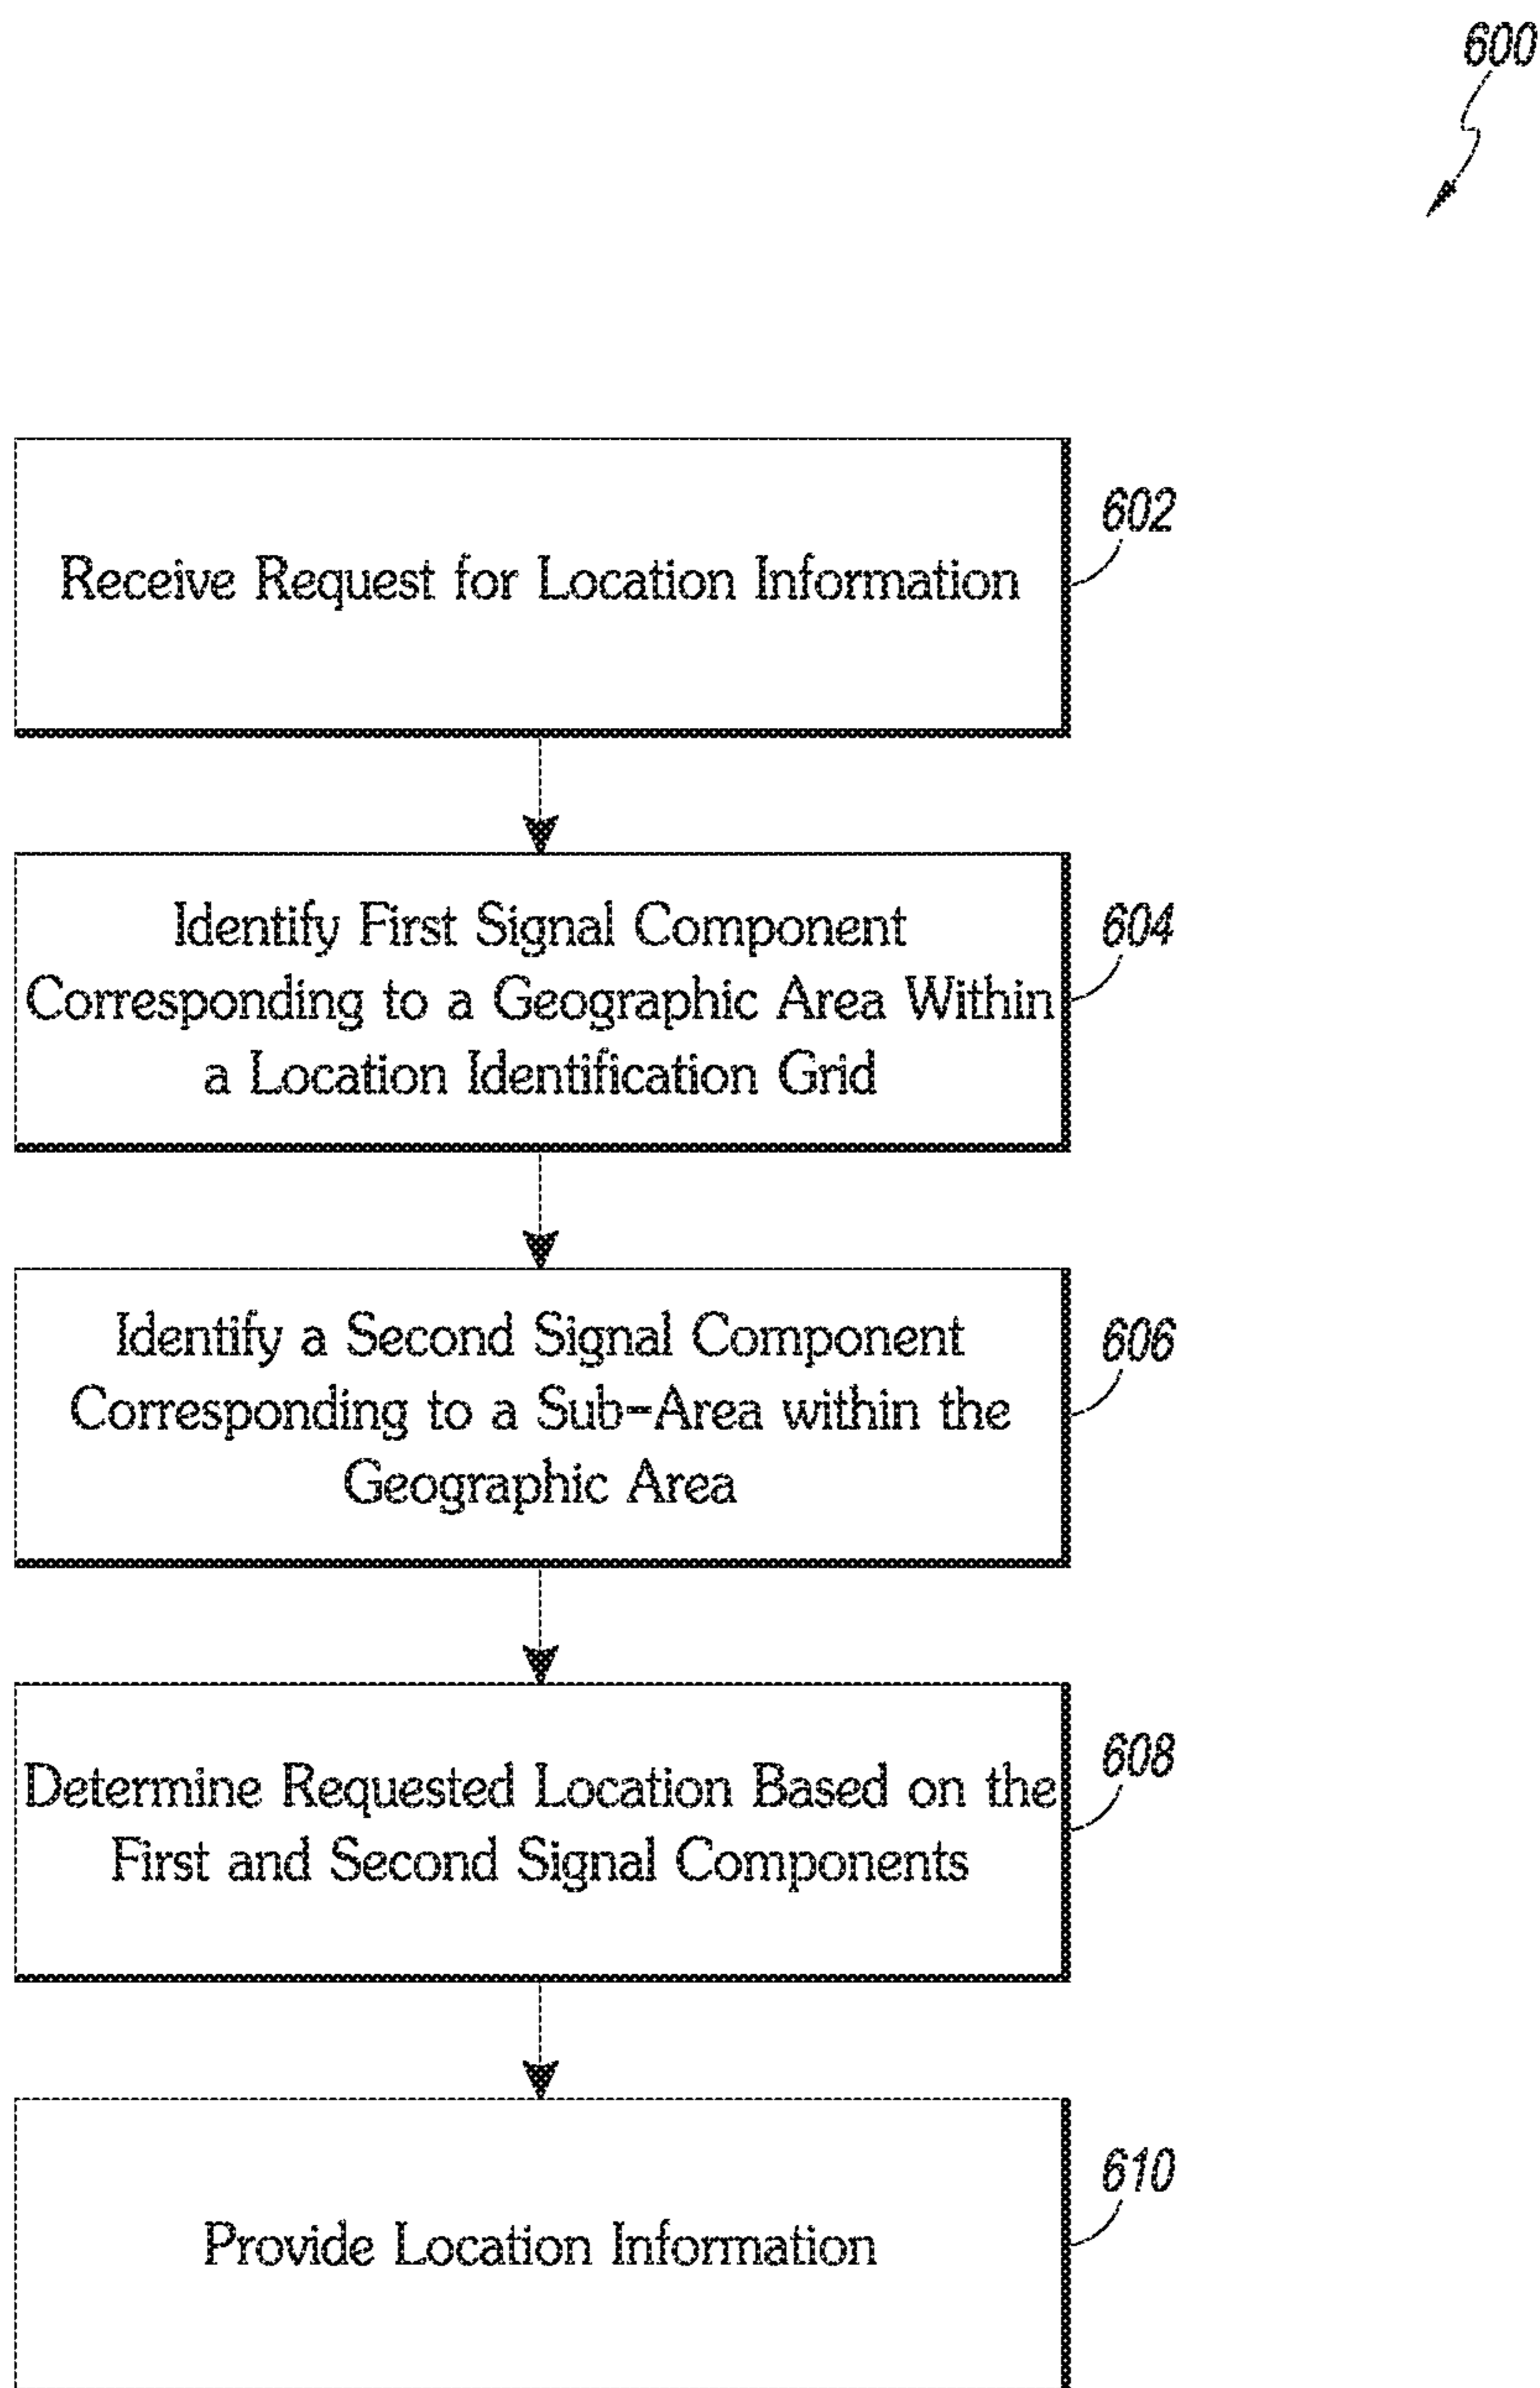 600
Receive Request for Location Information
602
Identify First Signal Component
Corresponding to a Geographic Area Within
a Location Identification Grid
604
Identify a Second Signal Component
Corresponding to a Sub-Area within the
Geographic Area
606
Determine Requested Location Based on the
First and Second Signal Components
608
Provide Location Information
610